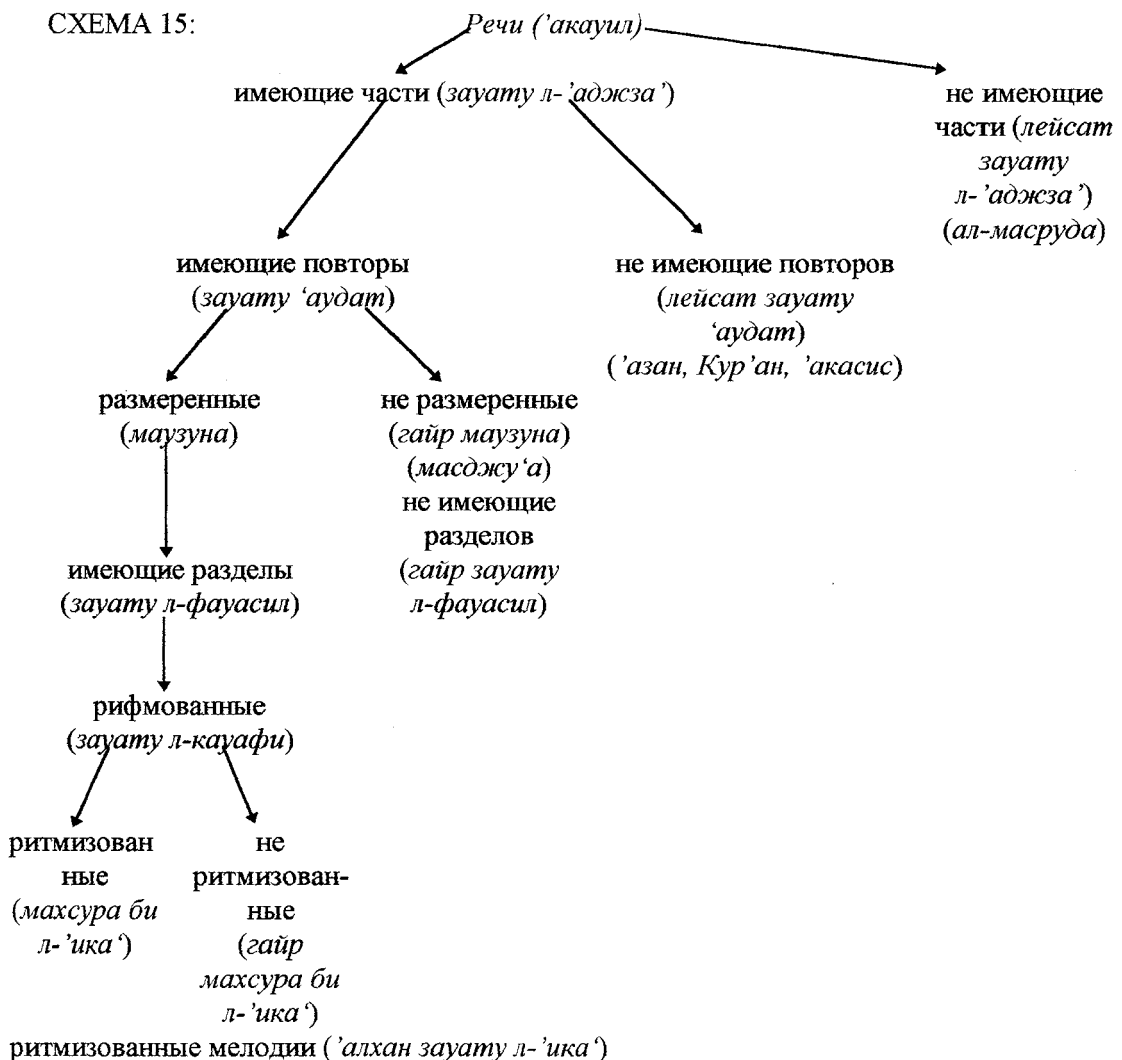 СХЕМА 15:
Речи ('акауил)
имеющие части (зауату л-'аджза')
не имеющие
части (лейсат
зауату
л-'аджза')
(ал-масруда)
имеющие повторы
(зауату ‘аудат)
не имеющие повторов
(лейсат зауату
‘аудат)
('азан, Кур'ан, 'акасис)
размеренные
(маузуна)
не размеренные
(гайр маузуна)
(масджу‘а)
не имеющие
разделов
(гайр зауату
л-фауасил)
имеющие разделы
(зауату л-фауасил)
рифмованные
(зауату л-кауафи)
ритмизован
ные
(махсура би
л-'ика‘)
не
ритмизован-
ные
(гайр
махсура би
л-'ика‘)
ритмизованные мелодии ('алхан зауату л-'ика‘)